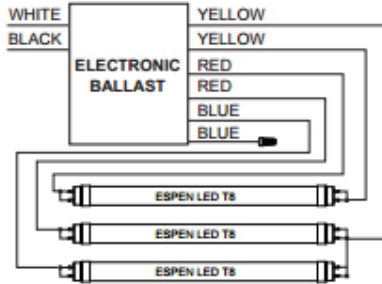 WHITE
BLACK
ELECTRONIC
BALLAST
YELLOW
YELLOW
RED
RED
BLUE
BLUE
ESPEN LED T8
ESPEN LED T8
ESPEN LED T8